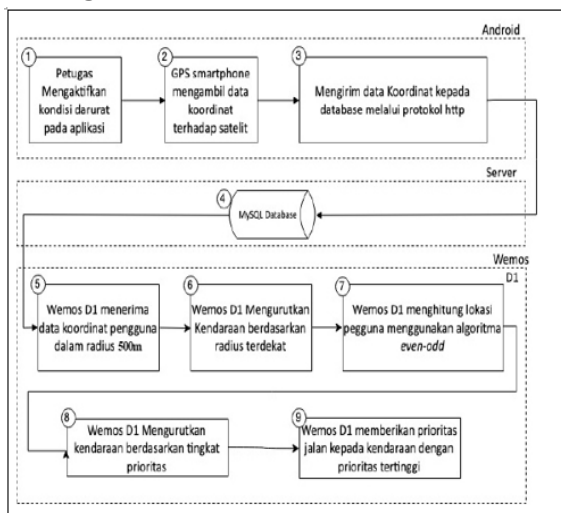 Android
1
Petugas
Mengaktifkan
kondisi darurat
pada aplikasi
2
GPS smartphone
mengambil data
koordinat
terhadap satelit
3
Mengirim data Koordinat kepada
database melalui protokol http
Server
4
MySQL Database
Wemos
D1
5
Wemos D1 menerima
data koordinat pengguna
dalam radius 500m
6
Wemos D1 Mengurutkan
Kendaraan berdasarkan
radius terdekat
7
Wemos D1 menghitung lokasi
pegguna menggunakan algoritma
even-odd
8
Wemos D1 Mengurutkan
kendaraan berdasarkan tingkat
prioritas
9
Wemos D1 memberikan prioritas
jalan kepada kendaraan dengan
prioritas tertinggi